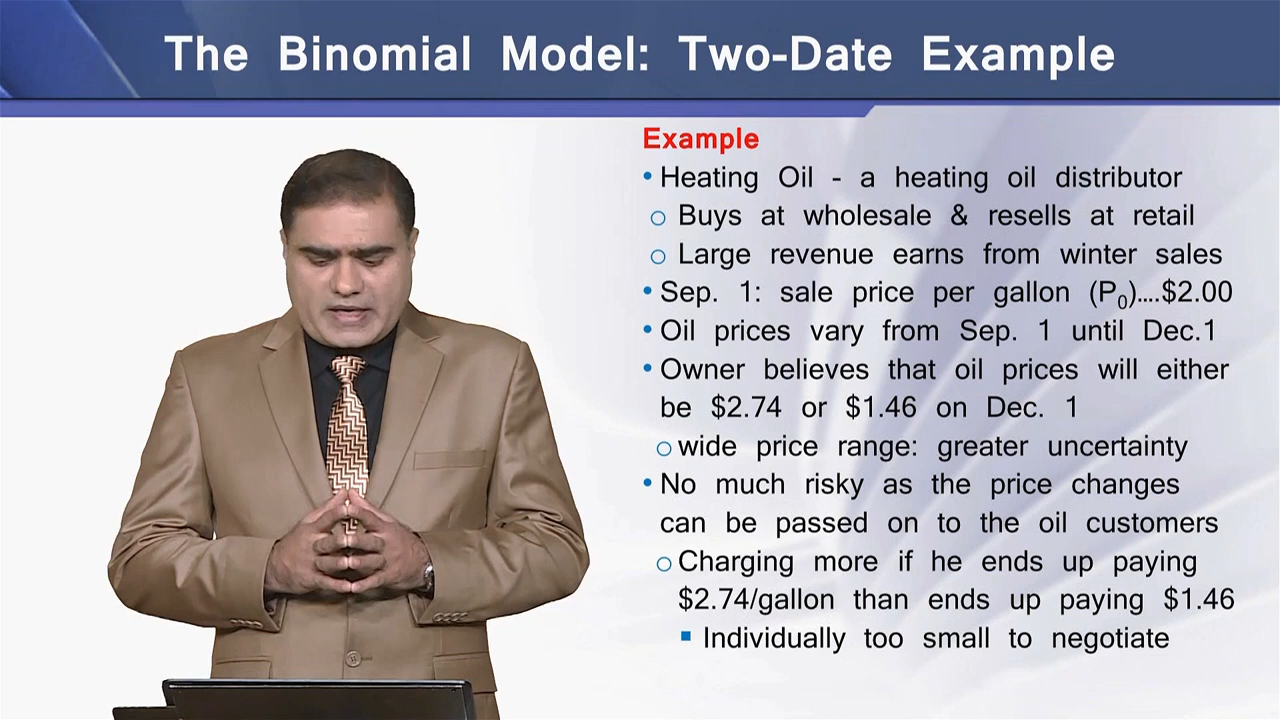 The Binomial Model: Two-Date Example
Example
• Heating Oil - a heating oil distributor
o Buys at wholesale & resells at retail
o Large revenue earns from winter sales
• Sep. 1: sale price per gallon (P₀)....$2.00
• Oil prices vary from Sep. 1 until Dec.1
• Owner believes that oil prices will either
be $2.74 or $1.46 on Dec. 1
o wide price range: greater uncertainty
• No much risky as the price changes
can be passed on to the oil customers
o Charging more if he ends up paying
$2.74/gallon than ends up paying $1.46
▪ Individually too small to negotiate